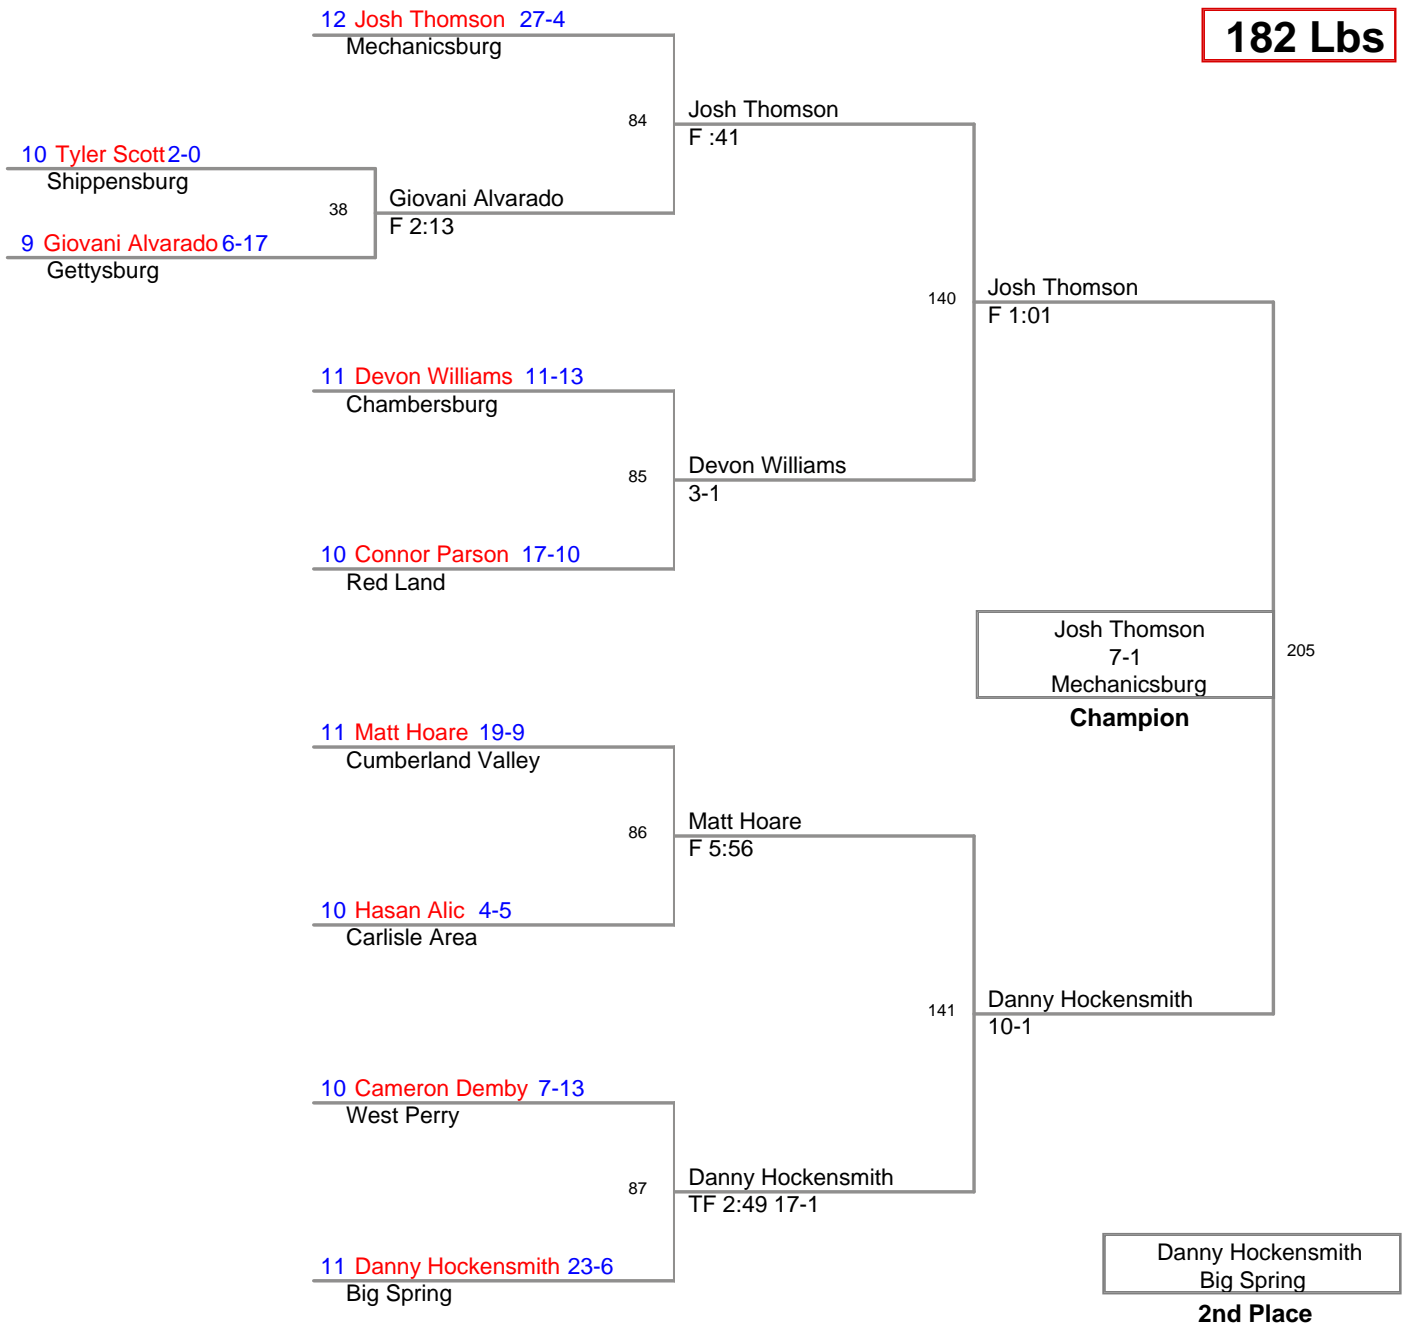 12 Josh Thomson 27-4
Mechanicsburg
182 Lbs
84
Josh Thomson
F :41
10 Tyler Scott 2-0
Shippensburg
38
Giovani Alvarado
F 2:13
9 Giovani Alvarado 6-17
Gettysburg
140
Josh Thomson
F 1:01
11 Devon Williams 11-13
Chambersburg
85
Devon Williams
3-1
10 Connor Parson 17-10
Red Land
Josh Thomson
7-1
Mechanicsburg
205
Champion
11 Matt Hoare 19-9
Cumberland Valley
86
Matt Hoare
F 5:56
10 Hasan Alic 4-5
Carlisle Area
141
Danny Hockensmith
10-1
10 Cameron Demby 7-13
West Perry
87
Danny Hockensmith
TF 2:49 17-1
11 Danny Hockensmith 23-6
Big Spring
Danny Hockensmith
Big Spring
2nd Place